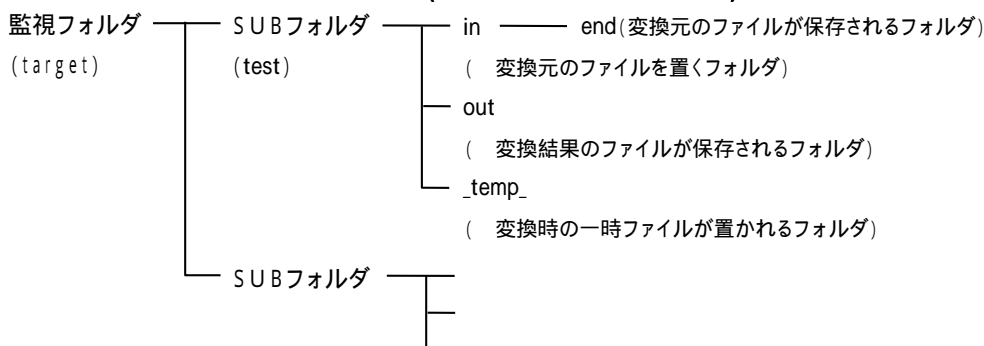 監視フォルダ SUBフォルダ in end(変換元のファイルが保存されるフォルダ)
(target) (test) ( 変換元のファイルを置くフォルダ)
out
( 変換結果のファイルが保存されるフォルダ)
_temp_
( 変換時の一時ファイルが置かれるフォルダ)
SUBフォルダ